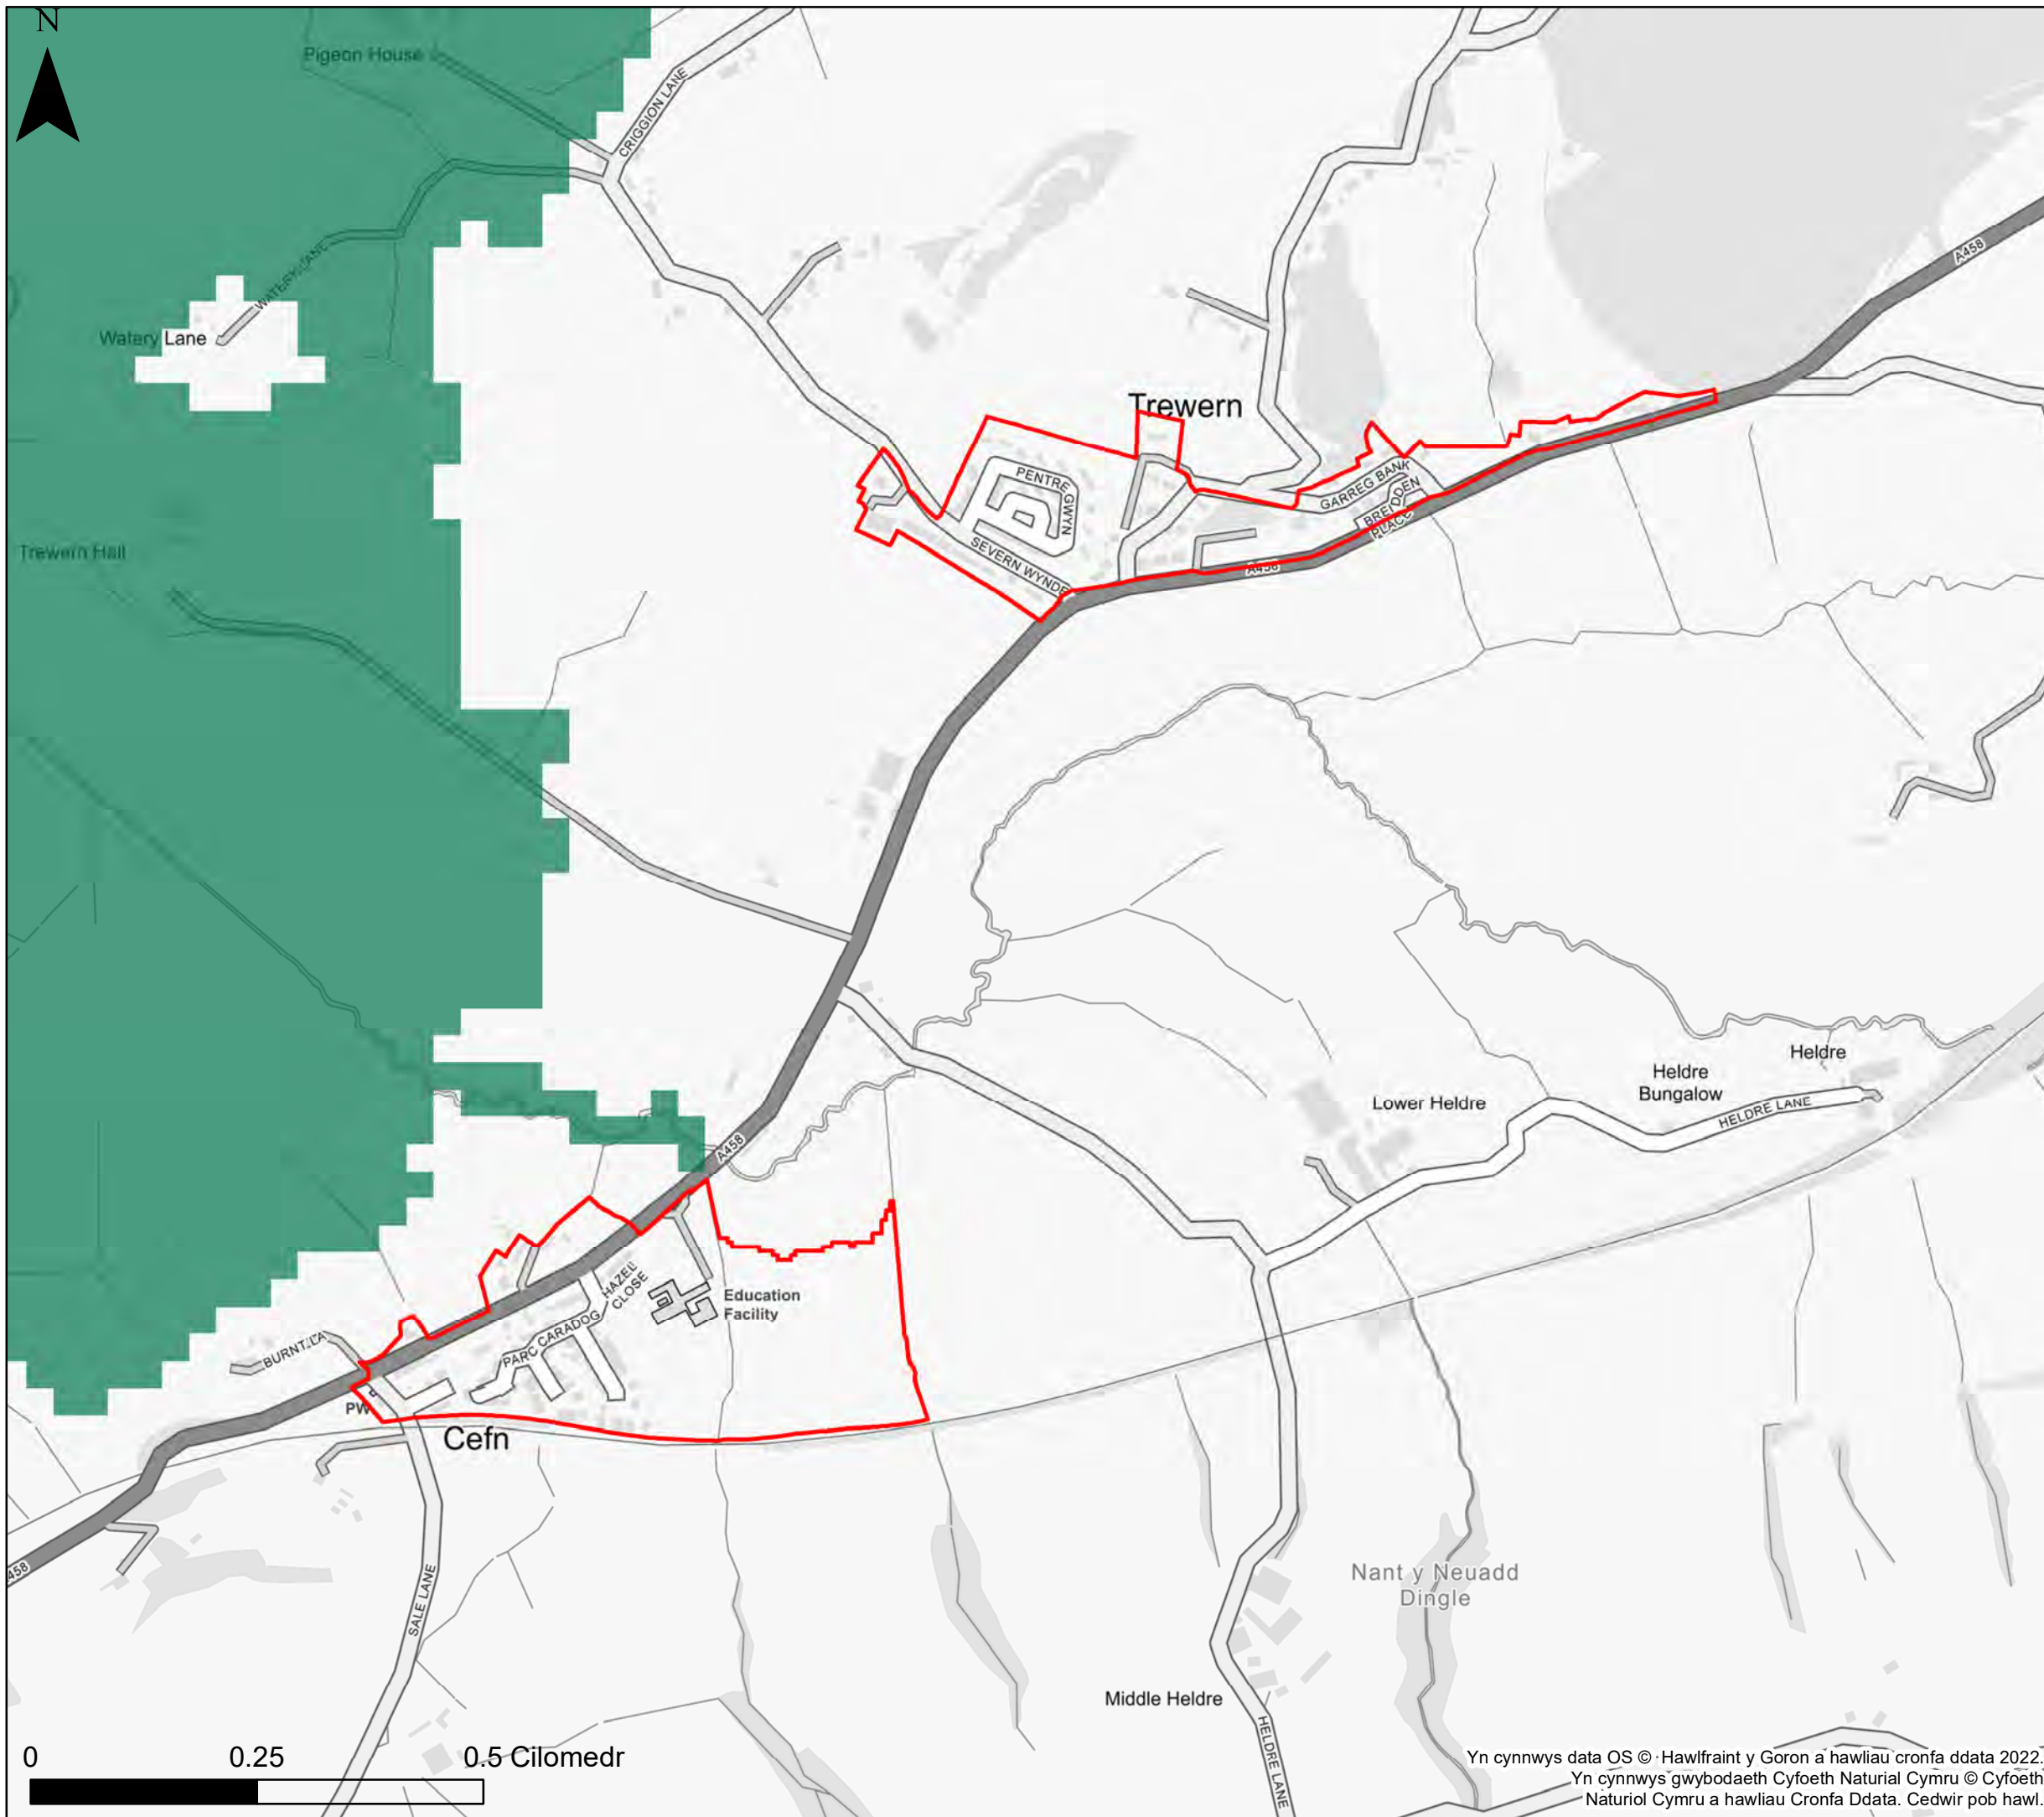 N
Pigeon House
CRIGGION LANE
A458
WATERY LANE
Watery Lane
Trewern
PENTRE GWYN
GARREG BANK
BREIDDEN
PLACE
SEVERN WYNDE
Trewern Hall
A458
Heldre
Heldre
Bungalow
Lower Heldre
HELDRE LANE
A458
HAZEL
CLOSE
Education
Facility
PARC CARADOG
BURNT LA
PW
Cefn
458
SALE LANE
Nant y Neuadd
Dingle
Middle Heldre
HELDRE LANE
0 0.25 0.5 Cilomedr
Yn cynnwys data OS © Hawlfraint y Goron a hawliau cronfa ddata 2022.
Yn cynnwys gwybodaeth Cyfoeth Naturial Cymru © Cyfoeth
Naturiol Cymru a hawliau Cronfa Ddata. Cedwir pob hawl.